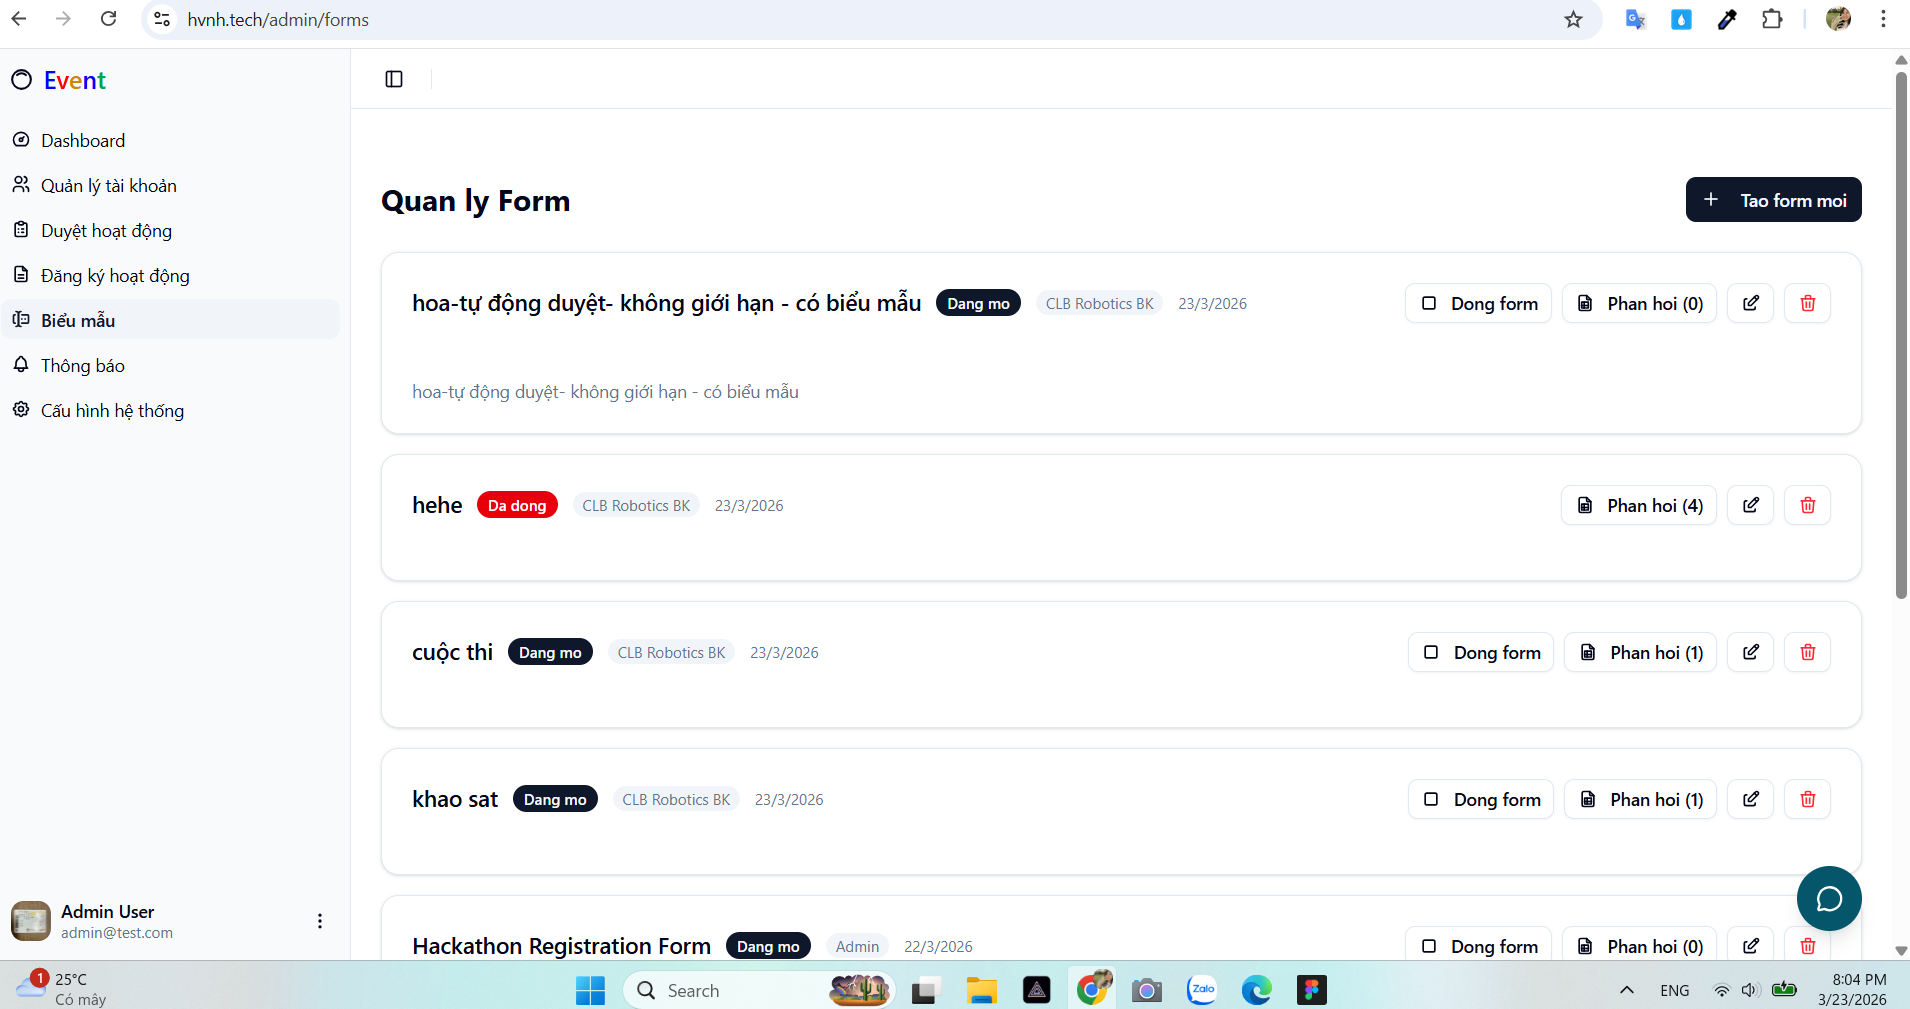 hvnh.tech/admin/forms
Event
Dashboard
Quản lý tài khoản
Duyệt hoạt động
Đăng ký hoạt động
Biểu mẫu
Thông báo
Cấu hình hệ thống
Admin User
admin@test.com
Quan ly Form
Tao form moi
hoa-tự động duyệt- không giới hạn - có biểu mẫu Dang mo CLB Robotics BK 23/3/2026 Dong form Phan hoi (0)
hoa-tự động duyệt- không giới hạn - có biểu mẫu
hehe Da dong CLB Robotics BK 23/3/2026 Phan hoi (4)
cuộc thi Dang mo CLB Robotics BK 23/3/2026 Dong form Phan hoi (1)
khao sat Dang mo CLB Robotics BK 23/3/2026 Dong form Phan hoi (1)
Hackathon Registration Form Dang mo Admin 22/3/2026 Dong form Phan hoi (0)
1
25°C
Có mây
Search
Zalo
ENG
8:04 PM
3/23/2026